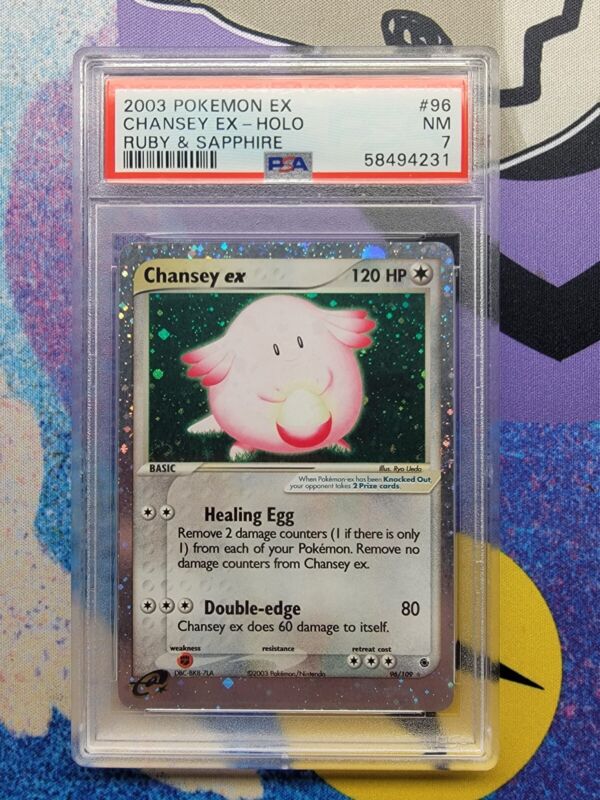 2003 POKEMON EX #96
CHANSEY EX-HOLO NM
RUBY & SAPPHIRE 7
PSA 58494231
Chansey ex 120 HP
BASIC Illus. Ryo Ueda
When Pokémon-ex has been Knocked Out,
your opponent takes 2 Prize cards.
Healing Egg
Remove 2 damage counters (1 if there is only
1) from each of your Pokémon. Remove no
damage counters from Chansey ex.
Double-edge 80
Chansey ex does 60 damage to itself.
weakness resistance retreat cost
©2003 Pokémon/Nintendo 96/109